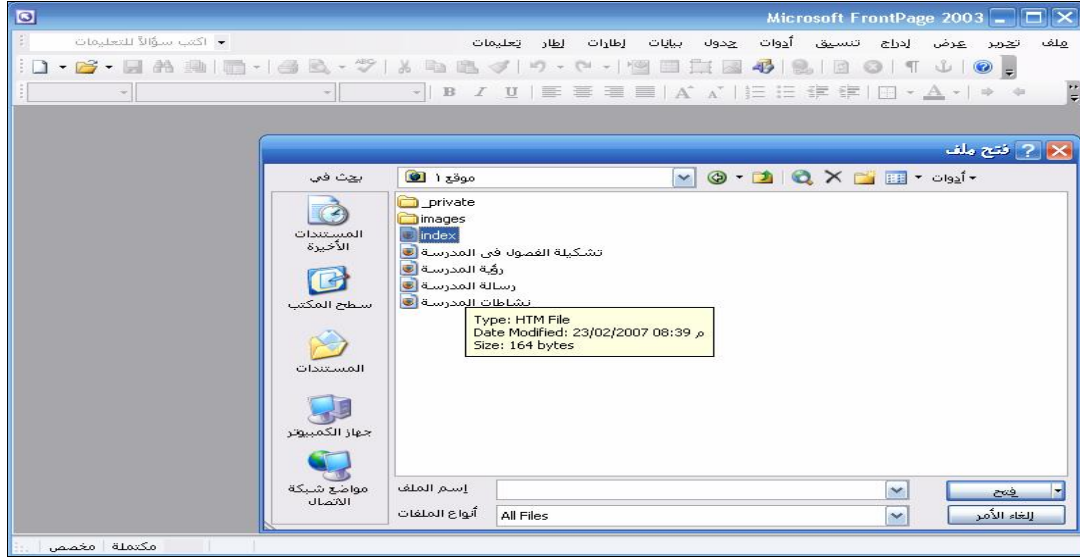 Microsoft FrontPage 2003
ملف تحرير عرض إدراج تنسيق أدوات جدول بيانات إطارات إطار تعليمات
اكتب سؤالاً للتعليمات
B I U
فتح ملف
بحث في
موقع ١
أدوات
_private
images
index
تشكيلة الفصول في المدرسة
رؤية المدرسة
رسالة المدرسة
نشاطات المدرسة
Type: HTM File
Date Modified: 23/02/2007 08:39 م
Size: 164 bytes
المستندات
الأخيرة
سطح المكتب
المستندات
جهاز الكمبيوتر
مواضع شبكة
الاتصال
إسم الملف
فتح
أنواع الملفات
All Files
إلغاء الأمر
مكتملة
مخصص